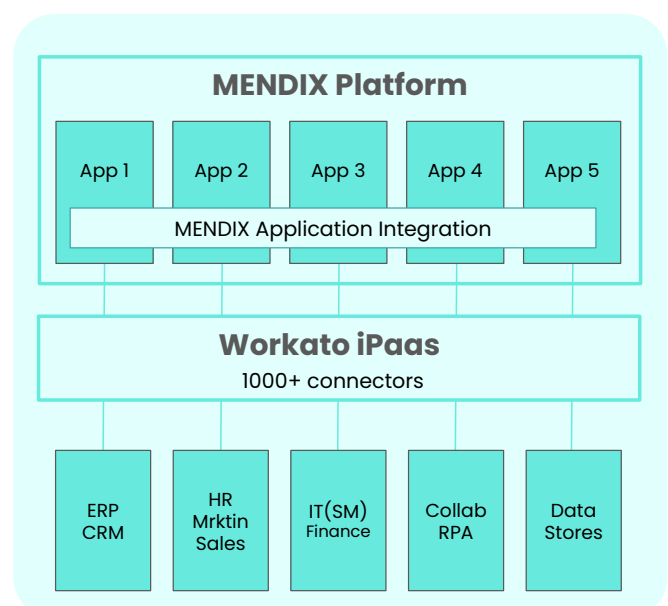 MENDIX Platform
App 1
App 2
App 3
App 4
App 5
MENDIX Application Integration
Workato iPaas
1000+ connectors
ERP
CRM
HR
Mrktin
Sales
IT(SM)
Finance
Collab
RPA
Data
Stores